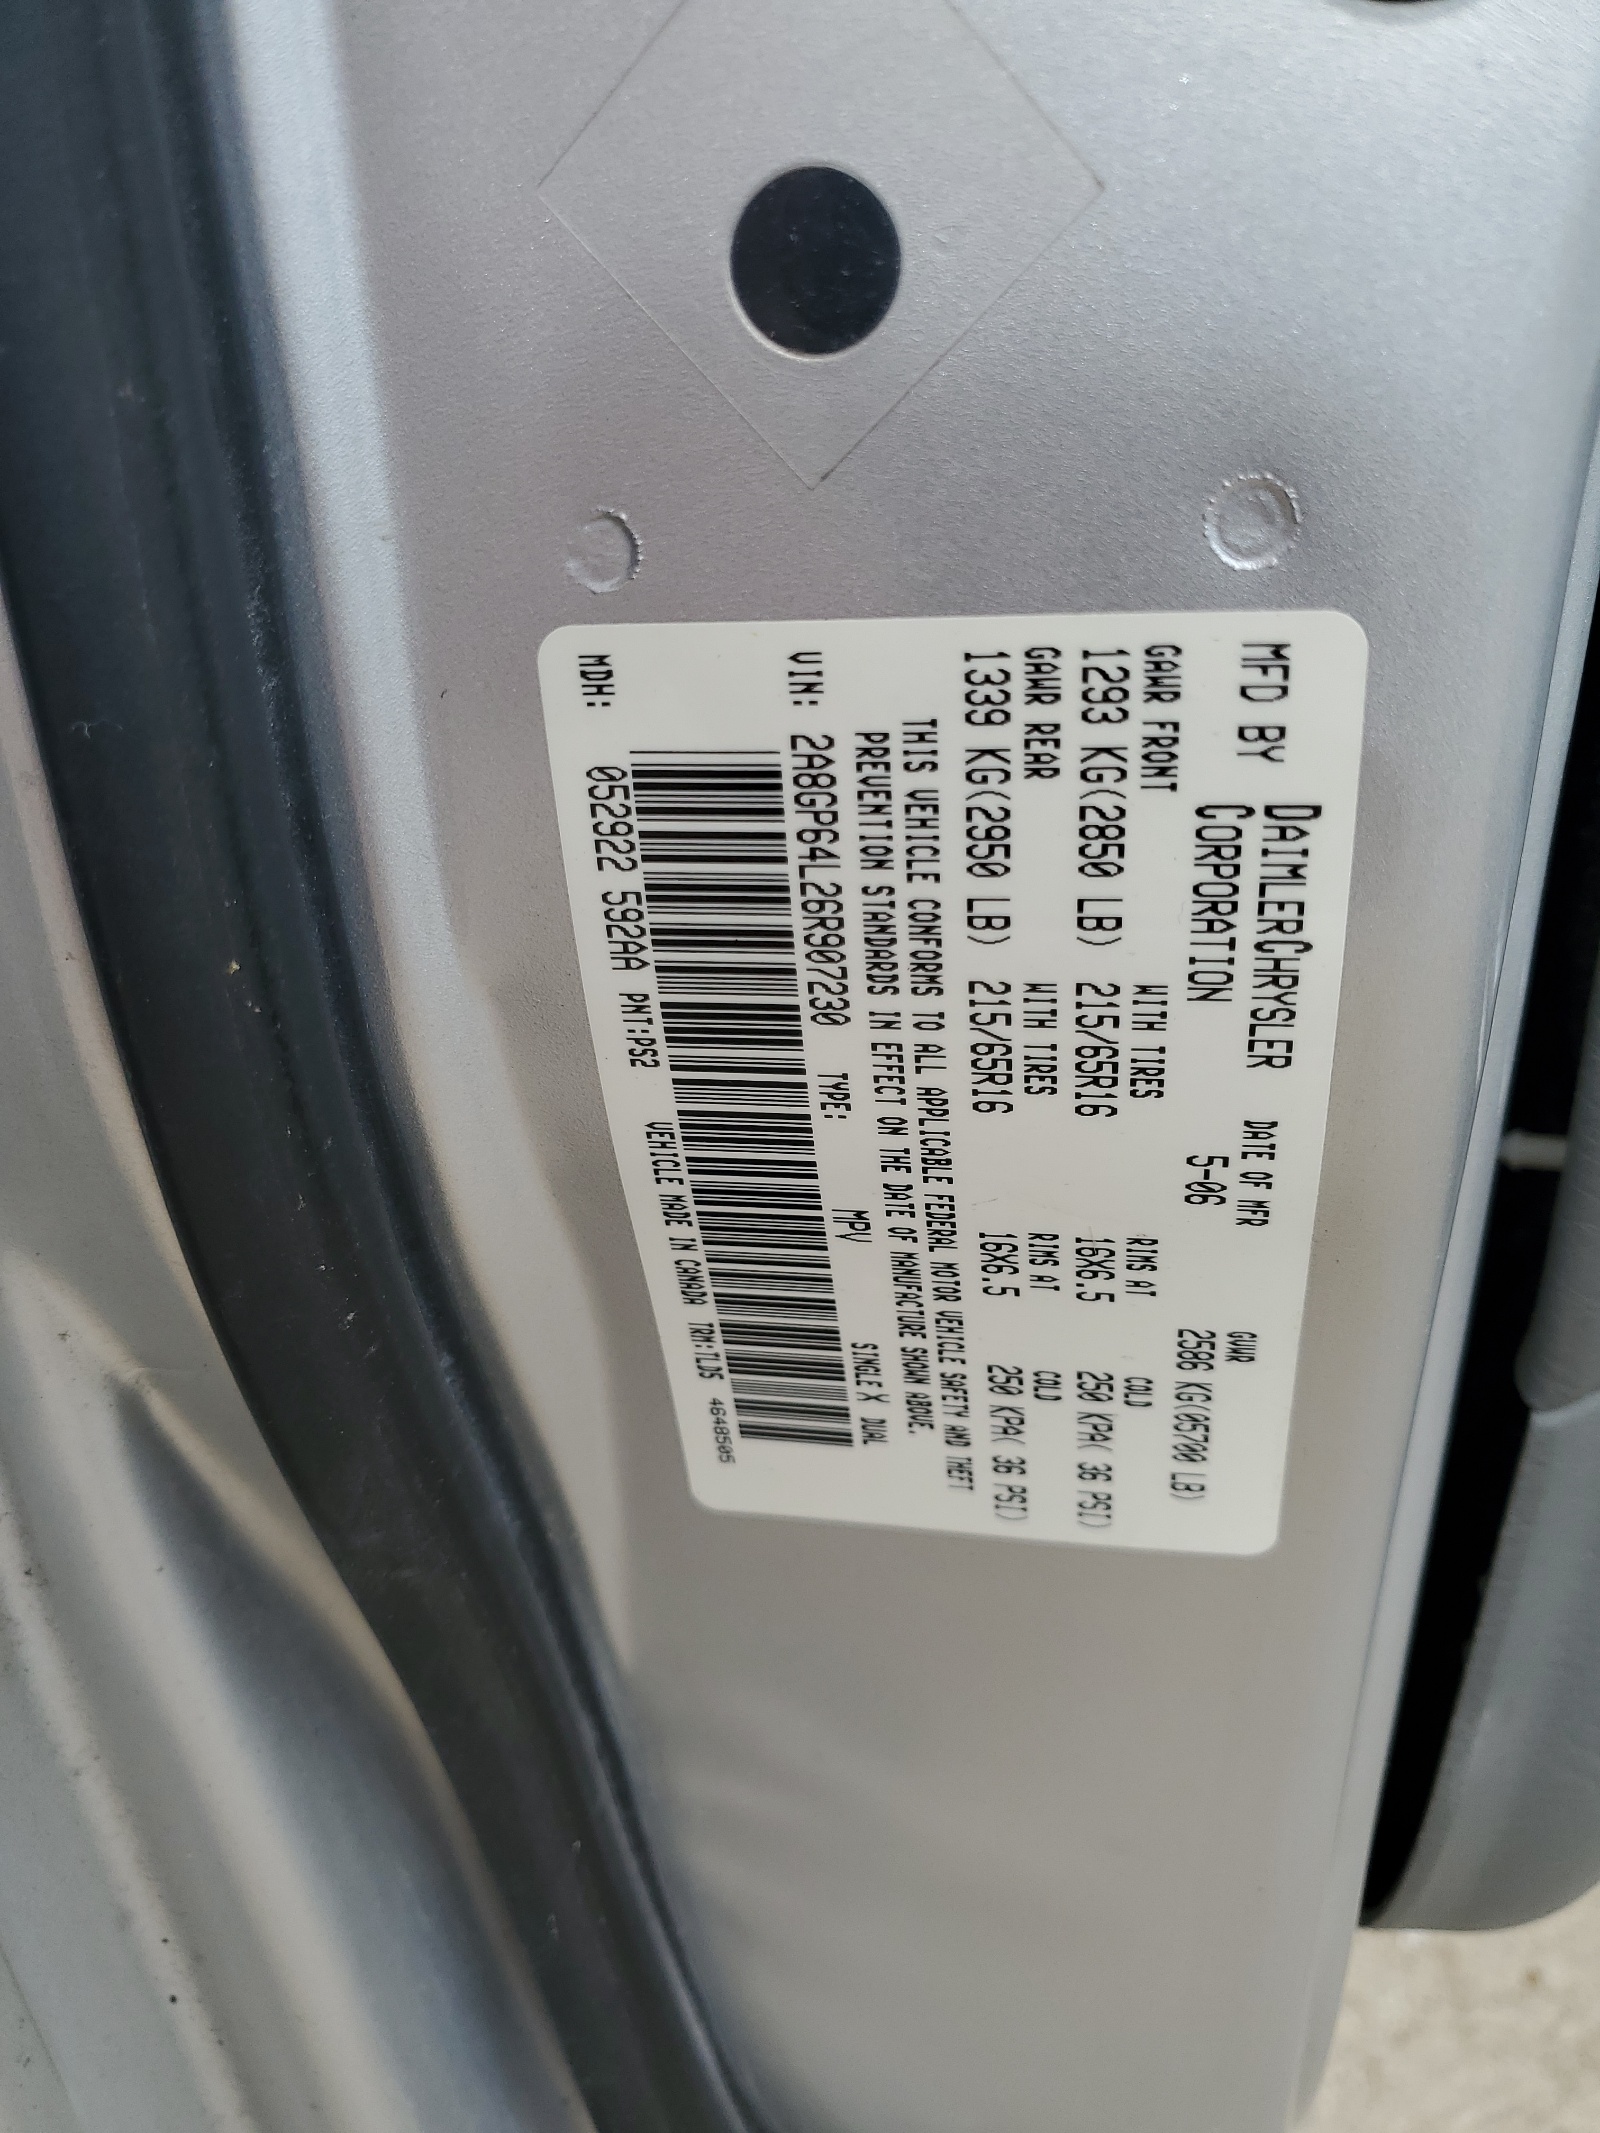 MFD BY DAIMLERCHRYSLER CORPORATION
DATE OF MFR 5-06
GVWR 2586 KG(05700 LB)
GAWR FRONT WITH TIRES RIMS AT COLD
1293 KG(2850 LB) 215/65R16 16X6.5 250 KPA( 36 PSI)
GAWR REAR WITH TIRES RIMS AT COLD
1339 KG(2950 LB) 215/65R16 16X6.5 250 KPA( 36 PSI)
THIS VEHICLE CONFORMS TO ALL APPLICABLE FEDERAL MOTOR VEHICLE SAFETY AND THEFT
PREVENTION STANDARDS IN EFFECT ON THE DATE OF MANUFACTURE SHOWN ABOVE.
VIN: 2A8GP64L26R907230 TYPE: MPV SINGLE X DUAL
MDH: 052922 592AA PNT:PS2 VEHICLE MADE IN CANADA TRM:TLD5 4648505